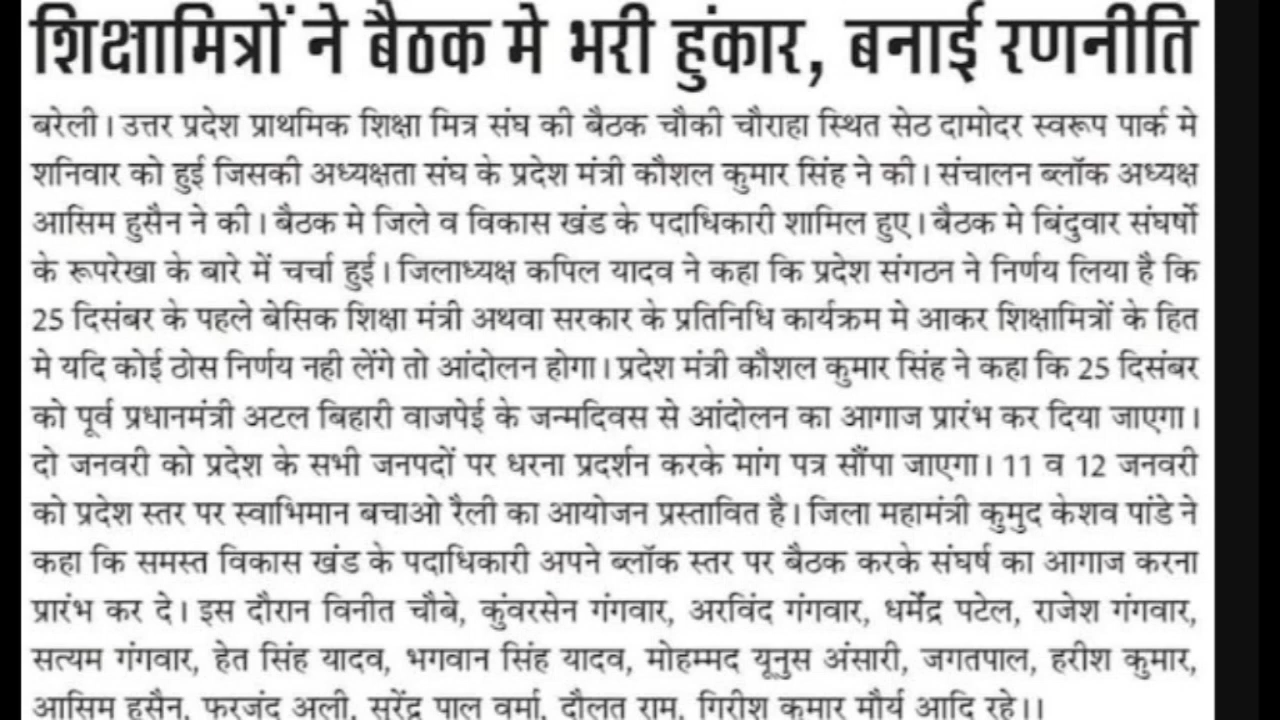 शिक्षामित्रों ने बैठक मे भरी हुंकार, बनाई रणनीति
बरेली। उत्तर प्रदेश प्राथमिक शिक्षा मित्र संघ की बैठक चौकी चौराहा स्थित सेठ दामोदर स्वरूप पार्क मे
शनिवार को हुई जिसकी अध्यक्षता संघ के प्रदेश मंत्री कौशल कुमार सिंह ने की। संचालन ब्लॉक अध्यक्ष
आसिम हुसैन ने की। बैठक मे जिले व विकास खंड के पदाधिकारी शामिल हुए। बैठक मे बिंदुवार संघर्षो
के रूपरेखा के बारे में चर्चा हुई। जिलाध्यक्ष कपिल यादव ने कहा कि प्रदेश संगठन ने निर्णय लिया है कि
25 दिसंबर के पहले बेसिक शिक्षा मंत्री अथवा सरकार के प्रतिनिधि कार्यक्रम मे आकर शिक्षामित्रों के हित
मे यदि कोई ठोस निर्णय नही लेंगे तो आंदोलन होगा। प्रदेश मंत्री कौशल कुमार सिंह ने कहा कि 25 दिसंबर
को पूर्व प्रधानमंत्री अटल बिहारी वाजपेई के जन्मदिवस से आंदोलन का आगाज प्रारंभ कर दिया जाएगा।
दो जनवरी को प्रदेश के सभी जनपदों पर धरना प्रदर्शन करके मांग पत्र सौंपा जाएगा। 11 व 12 जनवरी
को प्रदेश स्तर पर स्वाभिमान बचाओ रैली का आयोजन प्रस्तावित है। जिला महामंत्री कुमुद केशव पांडे ने
कहा कि समस्त विकास खंड के पदाधिकारी अपने ब्लॉक स्तर पर बैठक करके संघर्ष का आगाज करना
प्रारंभ कर दे। इस दौरान विनीत चौबे, कुंवरसेन गंगवार, अरविंद गंगवार, धर्मेंद्र पटेल, राजेश गंगवार,
सत्यम गंगवार, हेत सिंह यादव, भगवान सिंह यादव, मोहम्मद यूनुस अंसारी, जगतपाल, हरीश कुमार,
आसिम हुसैन, फरजंद अली, सुरेंद्र पाल वर्मा, दौलत राम, गिरीश कुमार मौर्य आदि रहे।।